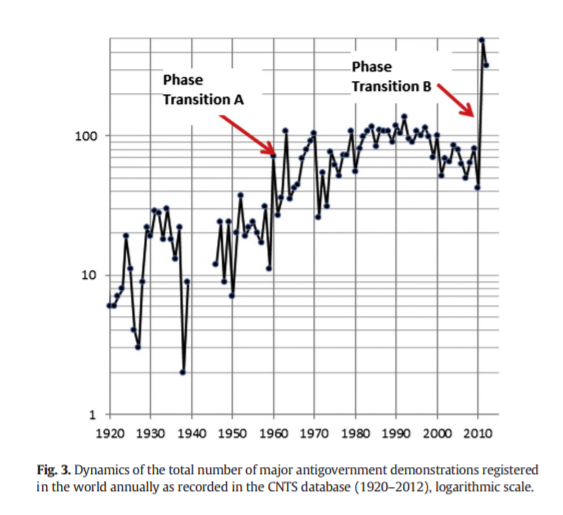 Phase
Transition A
Phase
Transition B
100
10
1
1920 1930 1940 1950 1960 1970 1980 1990 2000 2010
Fig. 3. Dynamics of the total number of major antigovernment demonstrations registered
in the world annually as recorded in the CNTS database (1920–2012), logarithmic scale.